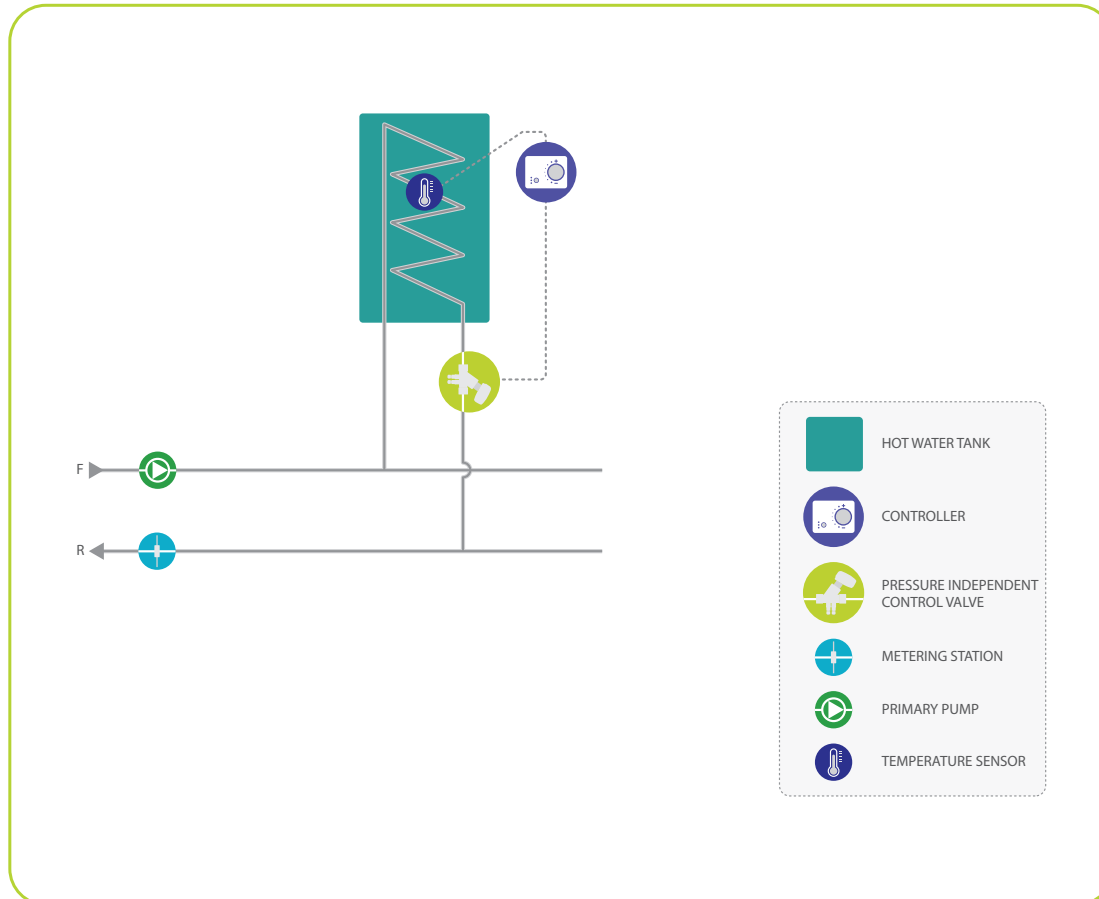 F
R
HOT WATER TANK
CONTROLLER
PRESSURE INDEPENDENT
CONTROL VALVE
METERING STATION
PRIMARY PUMP
TEMPERATURE SENSOR